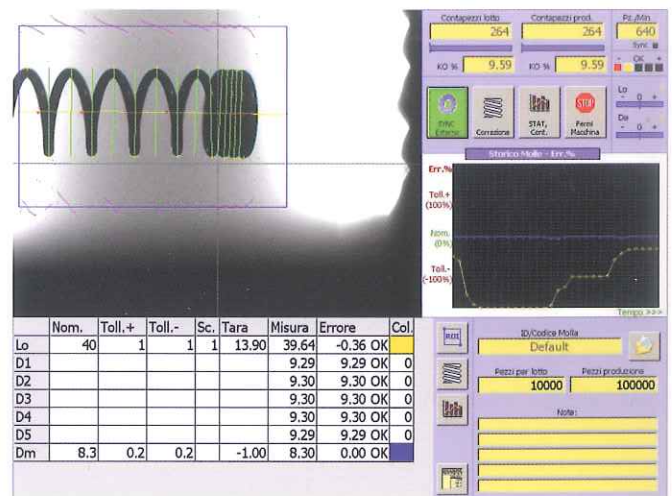 Contapezzi lotto Contapezzi prod. Pz./Min.
264 264 640
Sync
KO % 9.59 KO % 9.59 - OK +
Lo
- 0 +
SYNC Esterno Correzione STAT, Cont. STOP Fermi Macchina
Da
- 0 +
Storico Molle - Err.%
Err.%
Toll.+
(100%)
Nom.
(0%)
Toll.-
(-100%)
Tempo >>>
Nom. Toll.+ Toll.- Sc. Tara Misura Errore Col.
Lo 40 1 1 1 13.90 39.64 -0.36 OK
D1 9.29 9.29 OK 0
D2 9.30 9.30 OK 0
D3 9.30 9.30 OK 0
D4 9.30 9.30 OK 0
D5 9.29 9.29 OK 0
Dm 8.3 0.2 0.2 -1.00 8.30 0.00 OK
ROI
ID/Codice Molla
Default
Pezzi per lotto Pezzi produzione
10000 100000
Note: